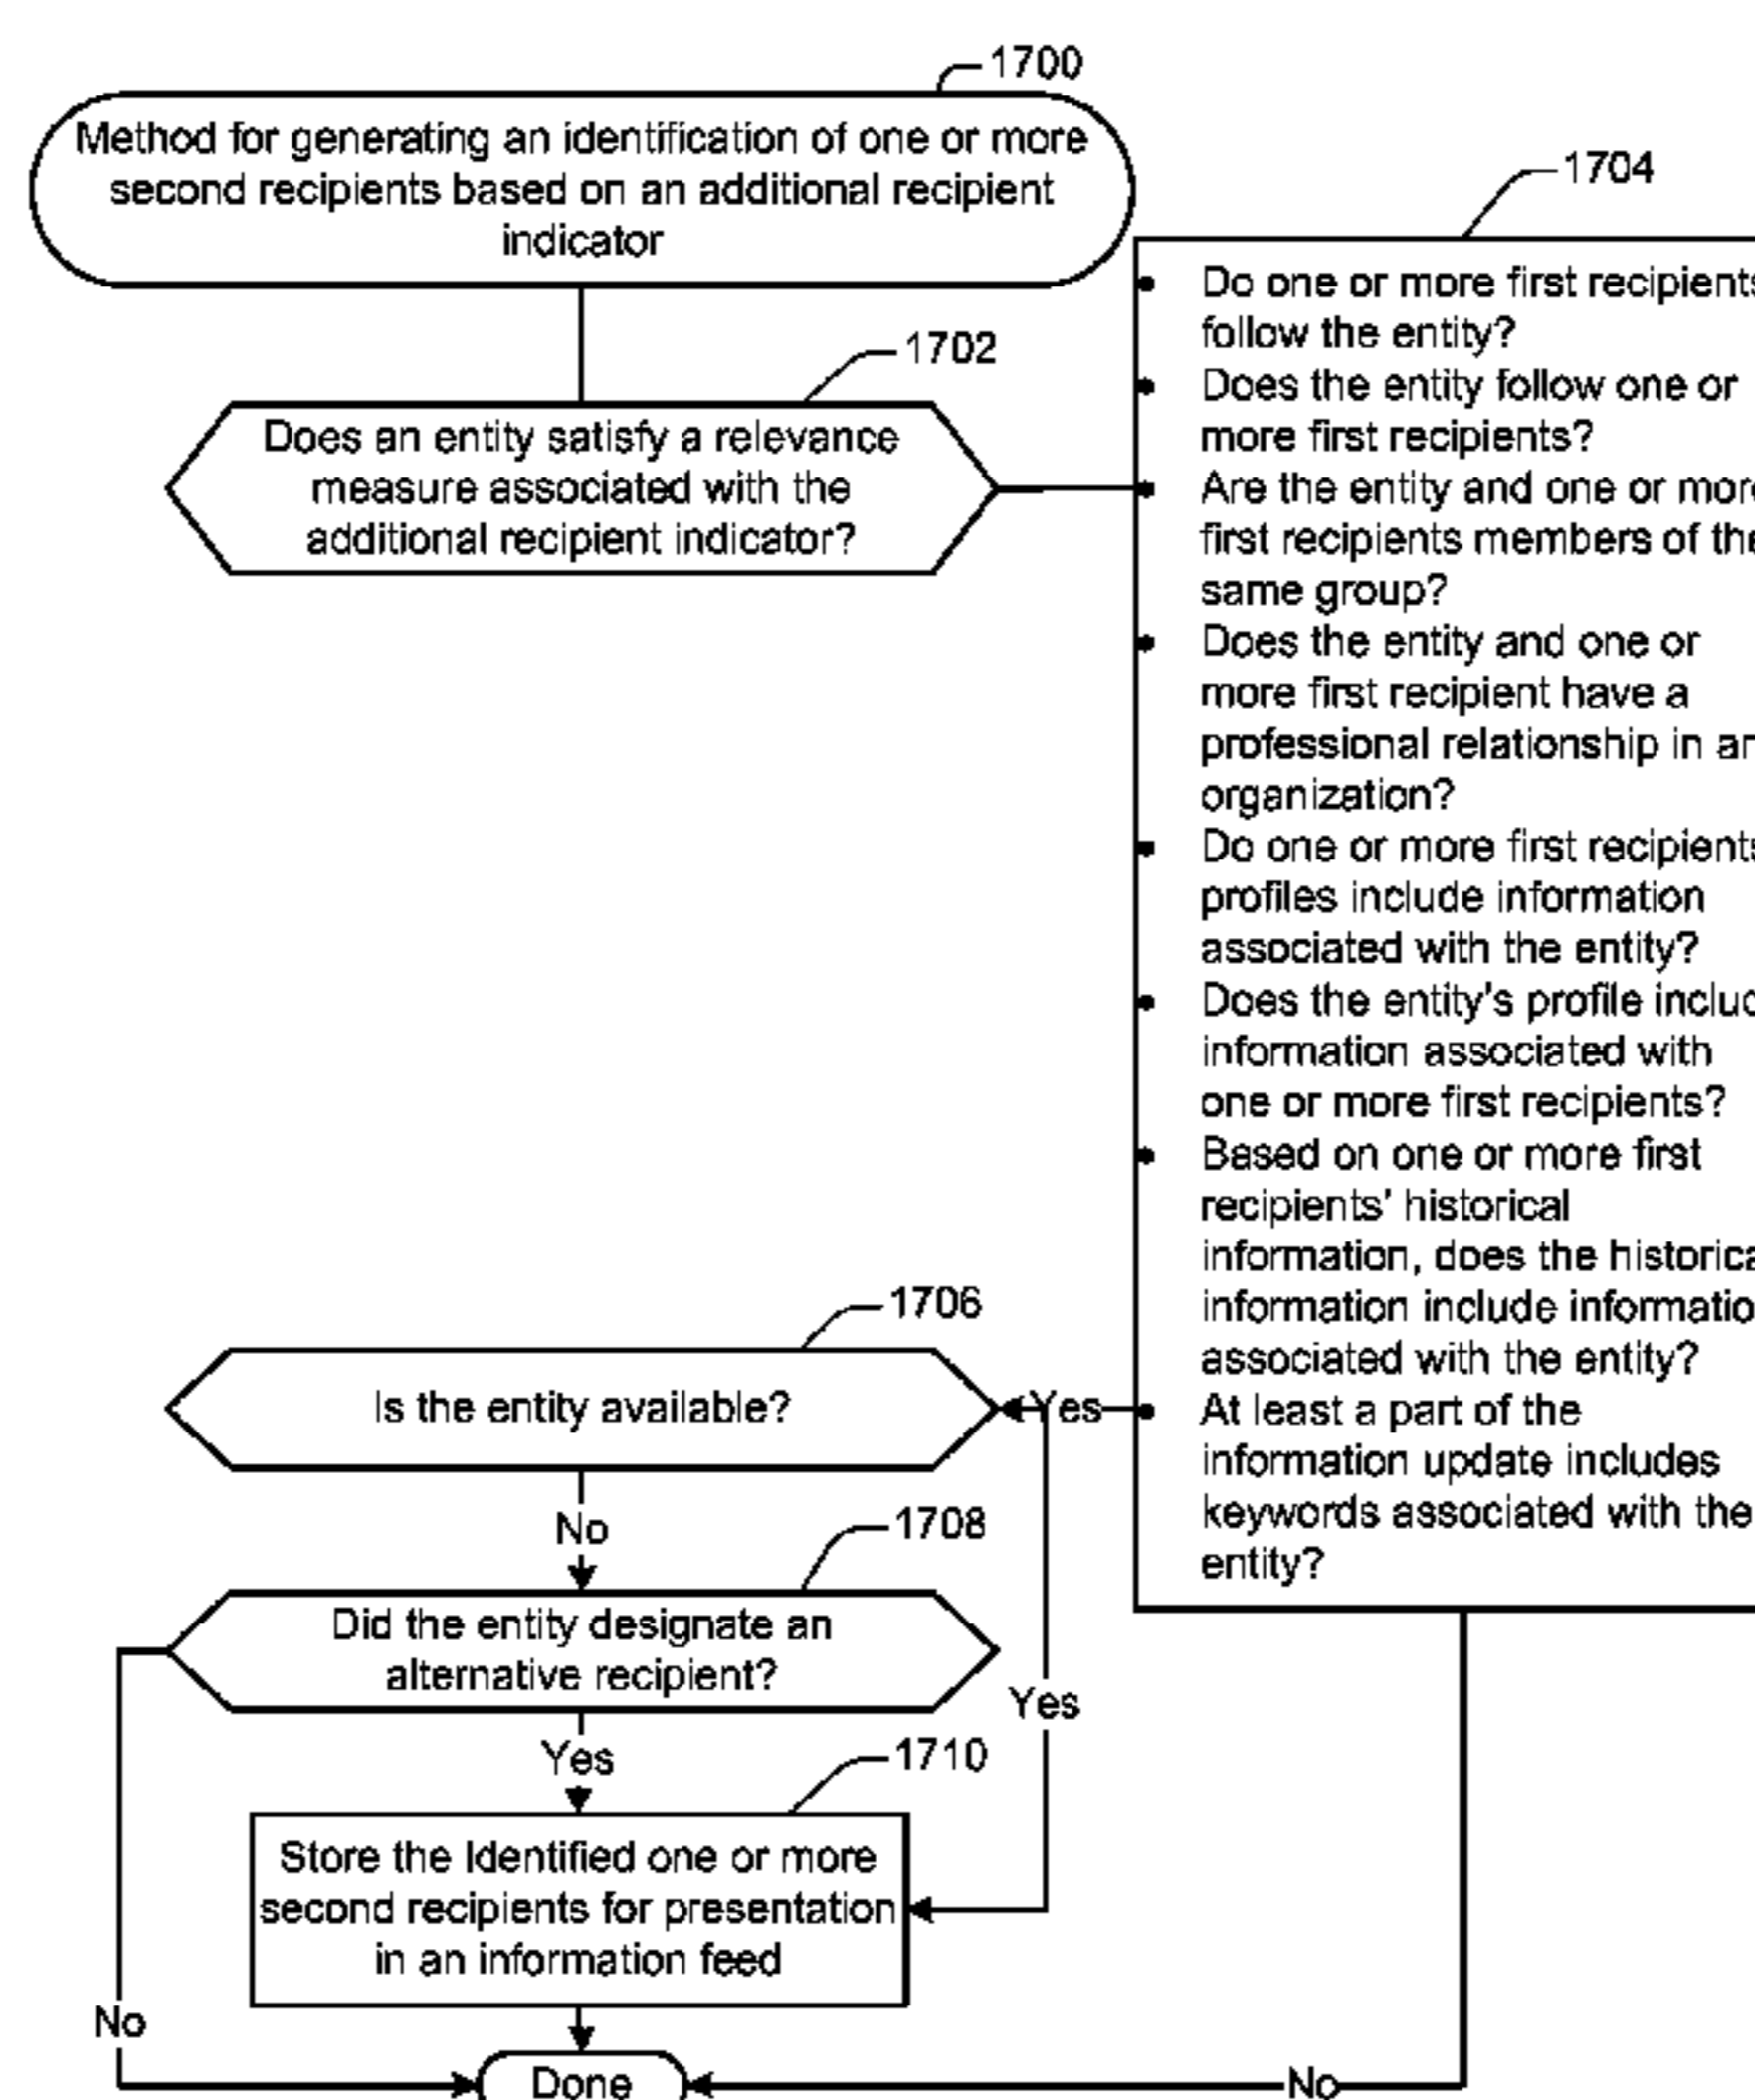 1700
Method for generating an identification of one or more
second recipients based on an additional recipient
indicator
1702
Does an entity satisfy a relevance
measure associated with the
additional recipient indicator?
1704
• Do one or more first recipients
follow the entity?
• Does the entity follow one or
more first recipients?
• Are the entity and one or more
first recipients members of the
same group?
• Does the entity and one or
more first recipient have a
professional relationship in an
organization?
• Do one or more first recipients
profiles include information
associated with the entity?
• Does the entity's profile includ
information associated with
one or more first recipients?
• Based on one or more first
recipients' historical
information, does the historica
information include informatio
associated with the entity?
• At least a part of the
information update includes
keywords associated with the
entity?
1706
Is the entity available?
Yes
No
1708
Did the entity designate an
alternative recipient?
Yes
Yes
1710
Store the Identified one or more
second recipients for presentation
in an information feed
No
Done
No